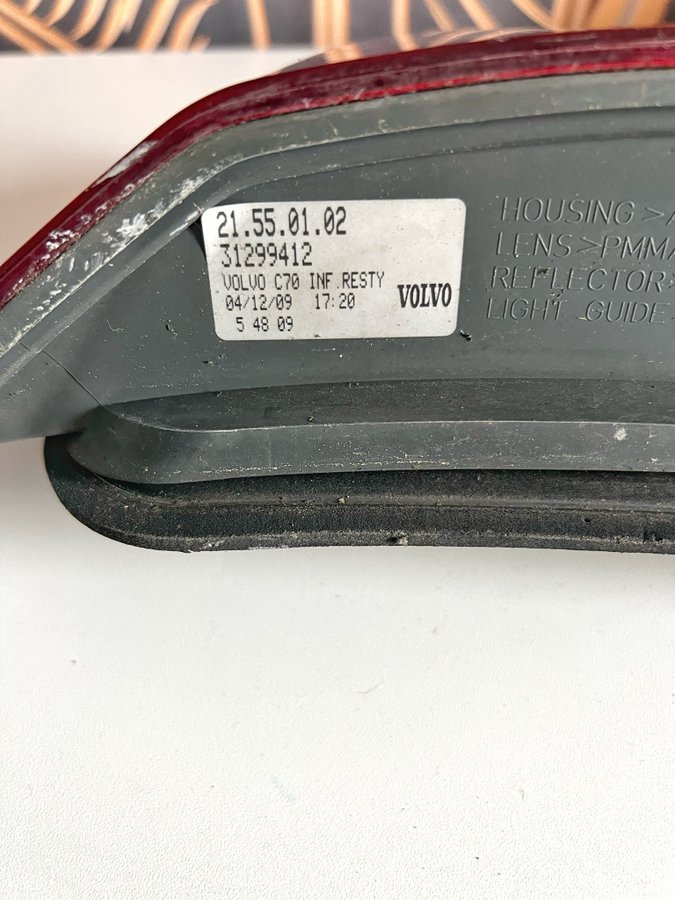 21.55.01.02
31299412
VOLVO C70 INF.RESTY
04/12/09 17:20
5 48 09
VOLVO
HOUSING >A
LENS >PMMA
REFLECTOR>
LIGHT GUIDE